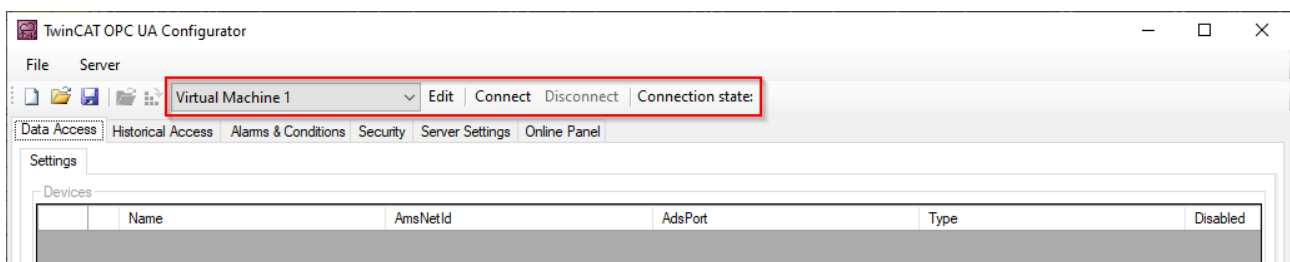 TwinCAT OPC UA Configurator
File Server
Virtual Machine 1 Edit Connect Disconnect Connection state:
Data Access Historical Access Alarms & Conditions Security Server Settings Online Panel
Settings
Devices
Name AmsNetId AdsPort Type Disabled